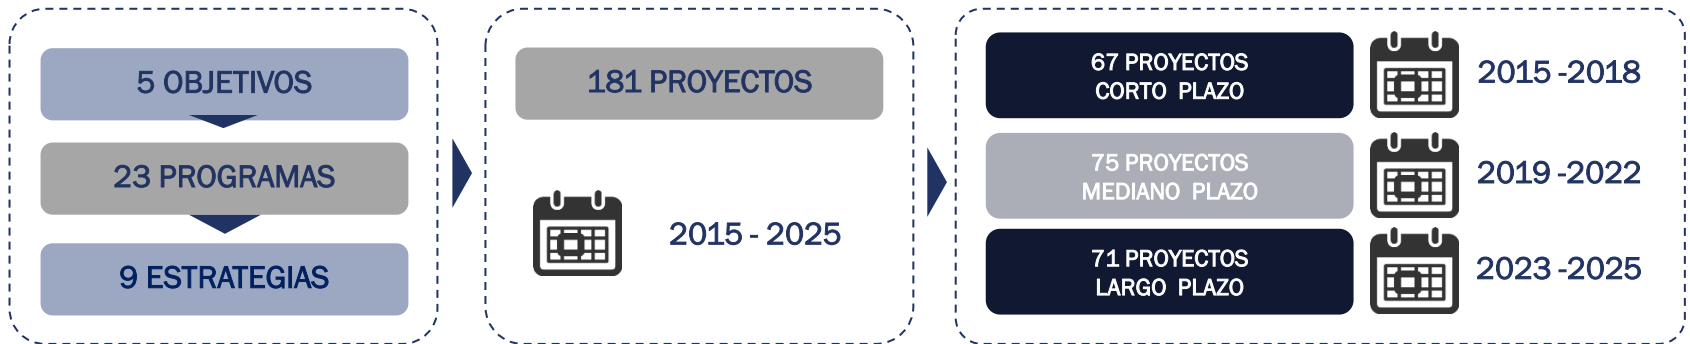 5 OBJETIVOS
23 PROGRAMAS
9 ESTRATEGIAS
181 PROYECTOS
2015 - 2025
67 PROYECTOS
CORTO PLAZO
2015 -2018
75 PROYECTOS
MEDIANO PLAZO
2019 -2022
71 PROYECTOS
LARGO PLAZO
2023 -2025